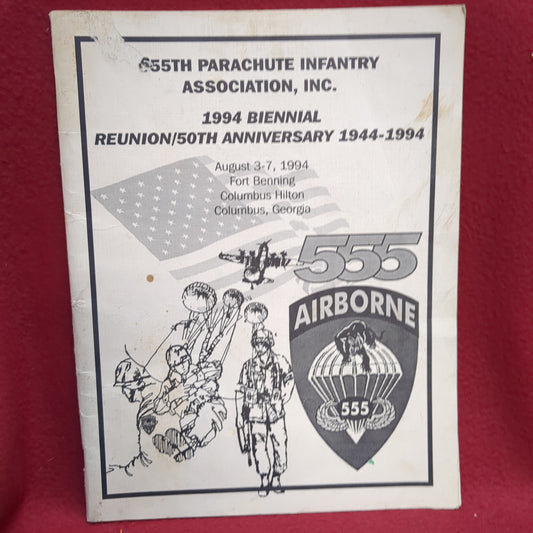 555TH PARACHUTE INFANTRY
ASSOCIATION, INC.
1994 BIENNIAL
REUNION/50TH ANNIVERSARY 1944-1994
August 3-7, 1994
Fort Benning
Columbus Hilton
Columbus, Georgia
555
AIRBORNE
555